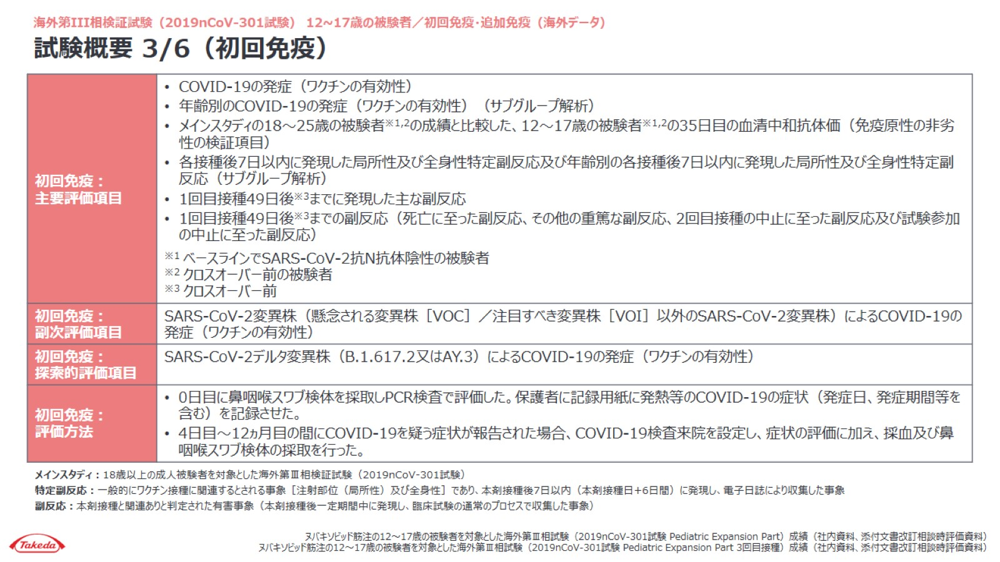 海外第III相検証試験（2019nCoV-301試験） 12~17歳の被験者／初回免疫･追加免疫（海外データ）
試験概要 3/6（初回免疫）
初回免疫：
主要評価項目
• COVID-19の発症（ワクチンの有効性）
• 年齢別のCOVID-19の発症（ワクチンの有効性）（サブグループ解析）
• メインスタディの18～25歳の被験者※1,2の成績と比較した、12～17歳の被験者※1,2の35日目の血清中和抗体価（免疫原性の非劣
性の検証項目）
• 各接種後7日以内に発現した局所性及び全身性特定副反応及び年齢別の各接種後7日以内に発現した局所性及び全身性特定副
反応（サブグループ解析）
• 1回目接種49日後※3までに発現した主な副反応
• 1回目接種49日後※3までの副反応（死亡に至った副反応、その他の重篤な副反応、2回目接種の中止に至った副反応及び試験参加
の中止に至った副反応）
※1 ベースラインでSARS-CoV-2抗N抗体陰性の被験者
※2 クロスオーバー前の被験者
※3 クロスオーバー前
初回免疫：
副次評価項目
SARS-CoV-2変異株（懸念される変異株［VOC］／注目すべき変異株［VOI］以外のSARS-CoV-2変異株）によるCOVID-19の
発症（ワクチンの有効性）
初回免疫：
探索的評価項目
SARS-CoV-2デルタ変異株（B.1.617.2又はAY.3）によるCOVID-19の発症（ワクチンの有効性）
初回免疫：
評価方法
• 0日目に鼻咽喉スワブ検体を採取しPCR検査で評価した。保護者に記録用紙に発熱等のCOVID-19の症状（発症日、発症期間等を
含む）を記録させた。
• 4日目～12ヵ月目の間にCOVID-19を疑う症状が報告された場合、COVID-19検査来院を設定し、症状の評価に加え、採血及び鼻
咽喉スワブ検体の採取を行った。
メインスタディ：18歳以上の成人被験者を対象とした海外第Ⅲ相検証試験（2019nCoV-301試験）
特定副反応：一般的にワクチン接種に関連するとされる事象［注射部位（局所性）及び全身性］であり、本剤接種後7日以内（本剤接種日+6日間）に発現し、電子日誌により収集した事象
副反応：本剤接種と関連ありと判定された有害事象（本剤接種後一定期間中に発現し、臨床試験の通常のプロセスで収集した事象）
Takeda
ヌバキソビッド筋注の12～17歳の被験者を対象とした海外第Ⅲ相試験（2019nCoV-301試験 Pediatric Expansion Part）成績（社内資料、添付文書改訂相談時評価資料）
ヌバキソビッド筋注の12～17歳の被験者を対象とした海外第Ⅲ相試験（2019nCoV-301試験 Pediatric Expansion Part 3回目接種）成績（社内資料、添付文書改訂相談時評価資料）